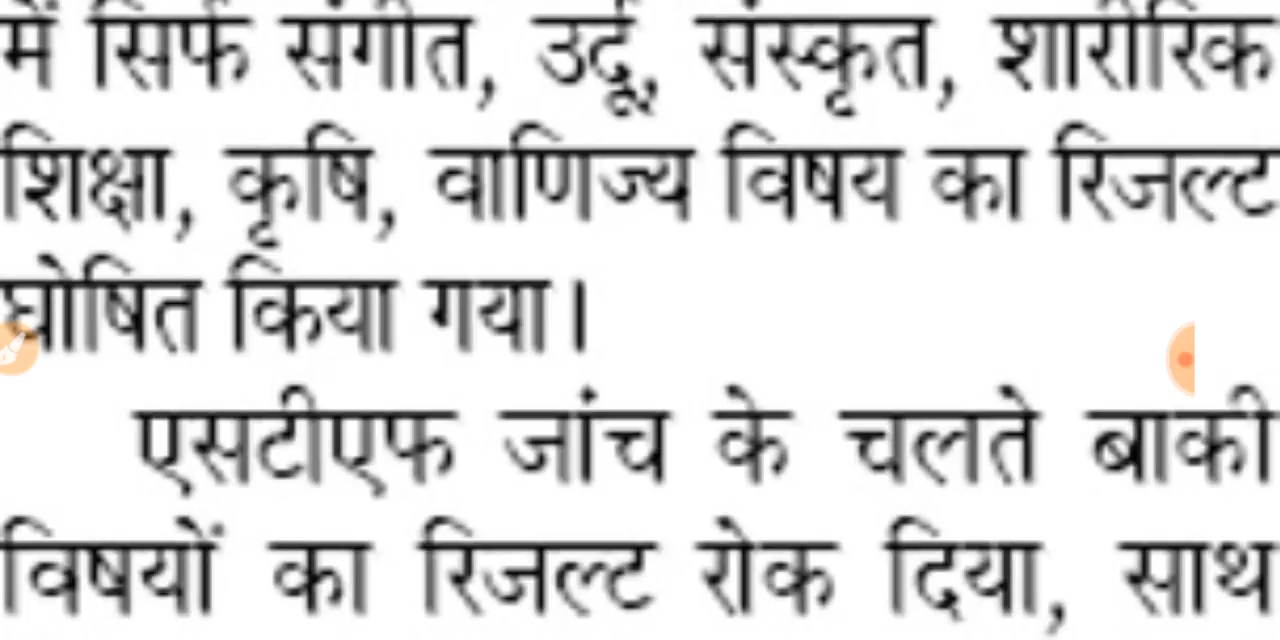 में सिर्फ संगीत, उर्दू, संस्कृत, शारीरिक
शिक्षा, कृषि, वाणिज्य विषय का रिजल्ट
घोषित किया गया।
एसटीएफ जांच के चलते बाकी
विषयों का रिजल्ट रोक दिया, साथ